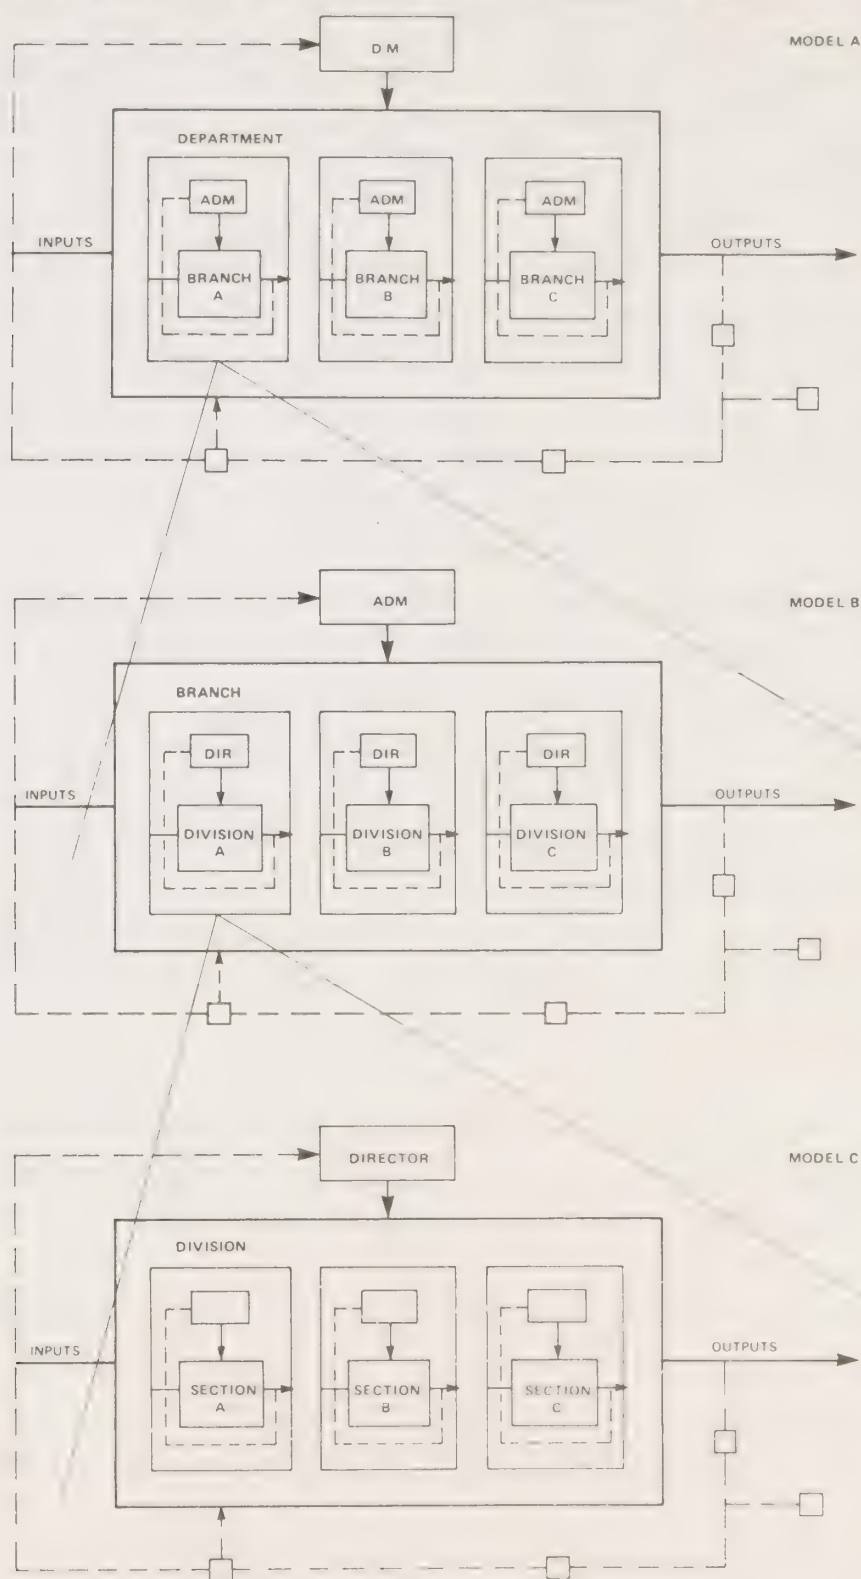 DM
MODEL A
DEPARTMENT
ADM
ADM
ADM
INPUTS
OUTPUTS
BRANCH
A
BRANCH
B
BRANCH
C
ADM
MODEL B
BRANCH
DIR
DIR
DIR
INPUTS
OUTPUTS
DIVISION
A
DIVISION
B
DIVISION
C
DIRECTOR
MODEL C
DIVISION
INPUTS
OUTPUTS
SECTION
A
SECTION
B
SECTION
C